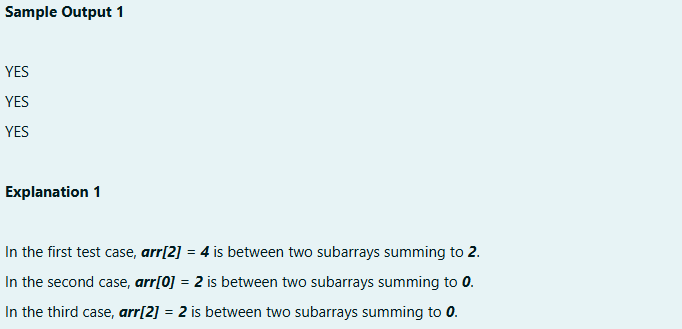 Sample Output 1
YES
YES
YES
Explanation 1
In the first test case, arr[2] = 4 is between two subarrays summing to 2.
In the second case, arr[0] = 2 is between two subarrays summing to 0.
In the third case, arr[2] = 2 is between two subarrays summing to 0.